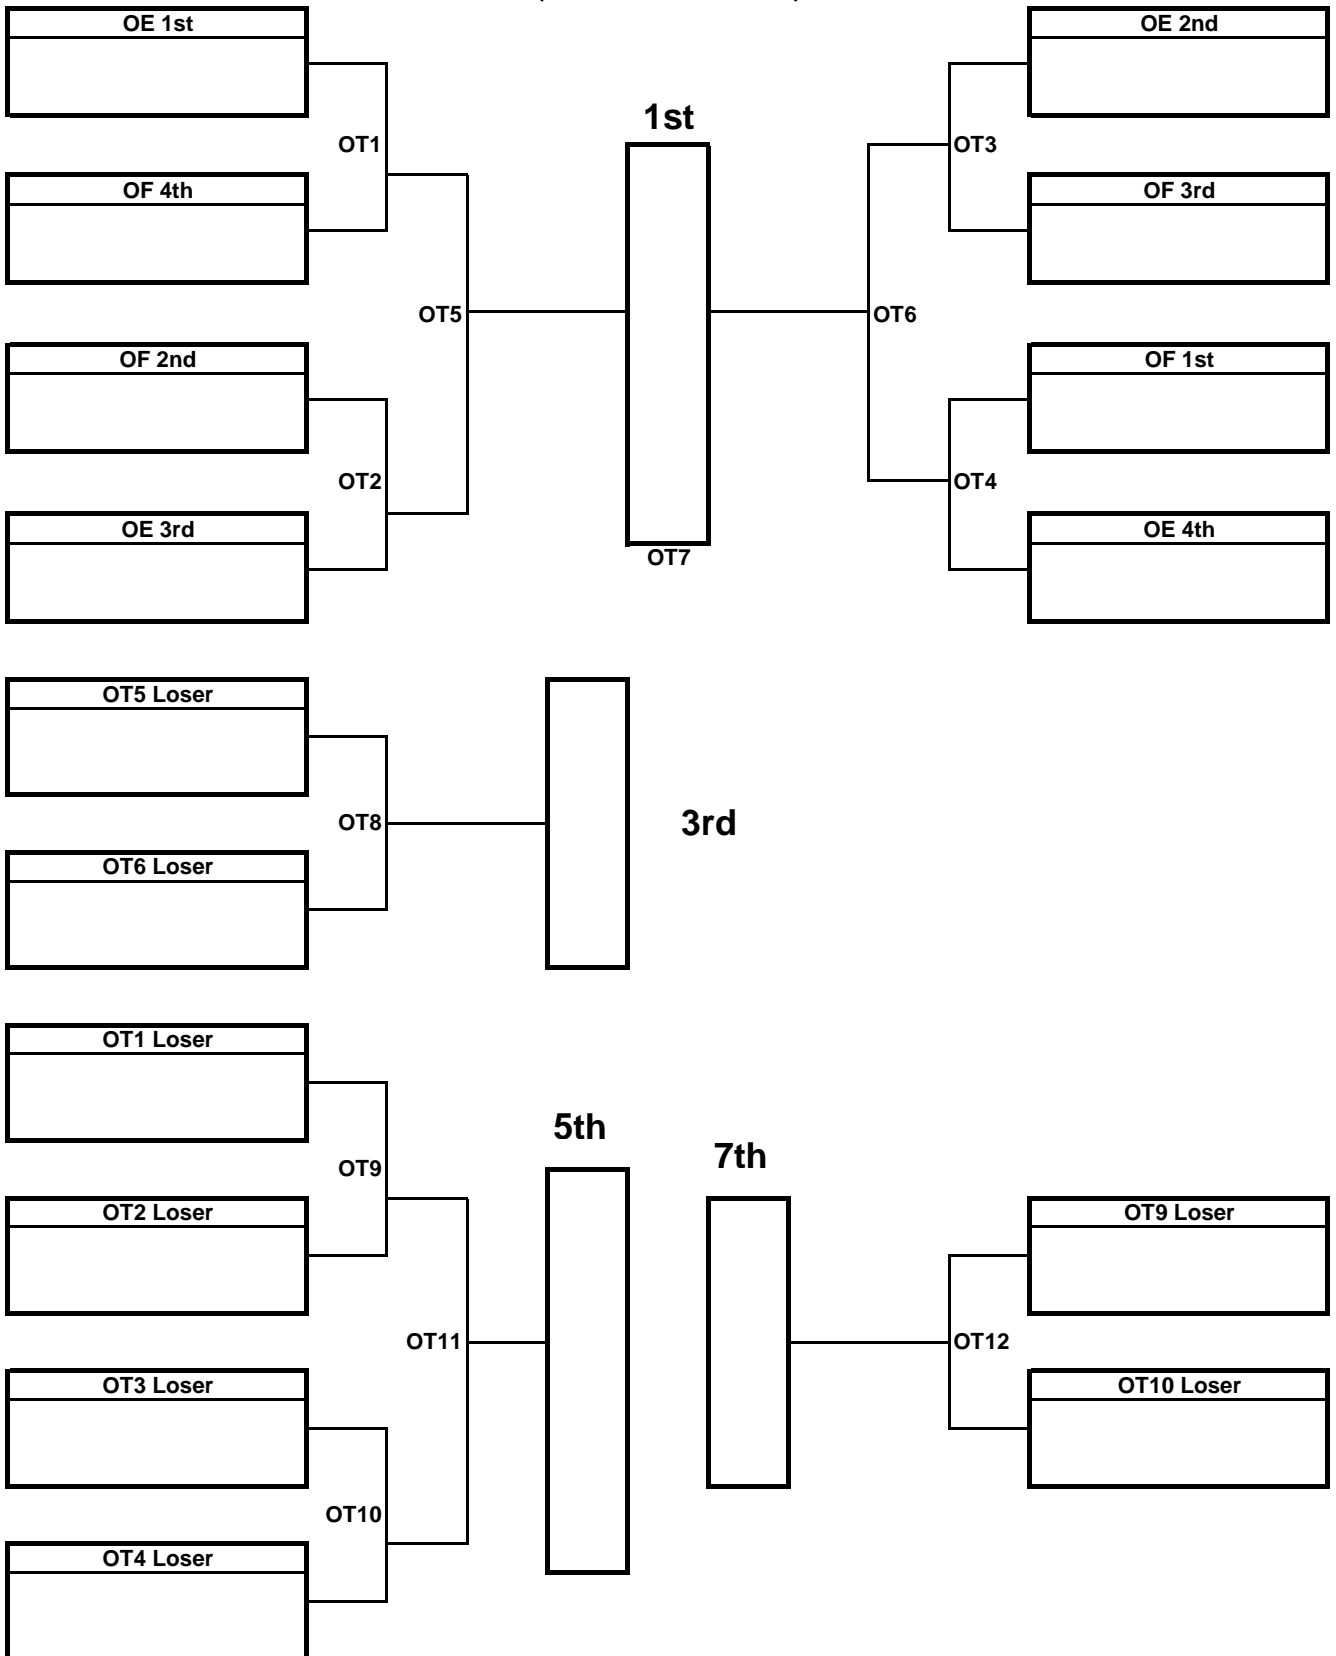 OE 1st
OE 2nd
1st
OT1
OT3
OF 4th
OF 3rd
OT5
OT6
OF 2nd
OF 1st
OT2
OT4
OE 3rd
OE 4th
OT7
OT5 Loser
OT8
3rd
OT6 Loser
OT1 Loser
5th
7th
OT9
OT2 Loser
OT9 Loser
OT11
OT12
OT3 Loser
OT10 Loser
OT10
OT4 Loser